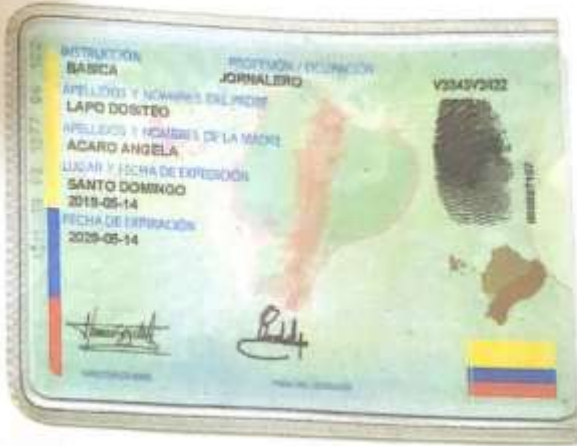 INSTRUCCIÓN
BASICA
PROFESIÓN / OCUPACIÓN
JORNALERO
V3343V3422
APELLIDOS Y NOMBRES DEL PADRE
LAPO DOSITEO
APELLIDOS Y NOMBRES DE LA MADRE
ACARO ANGELA
LUGAR Y FECHA DE EXPEDICIÓN
SANTO DOMINGO
2019-05-14
FECHA DE EXPIRACIÓN
2029-05-14